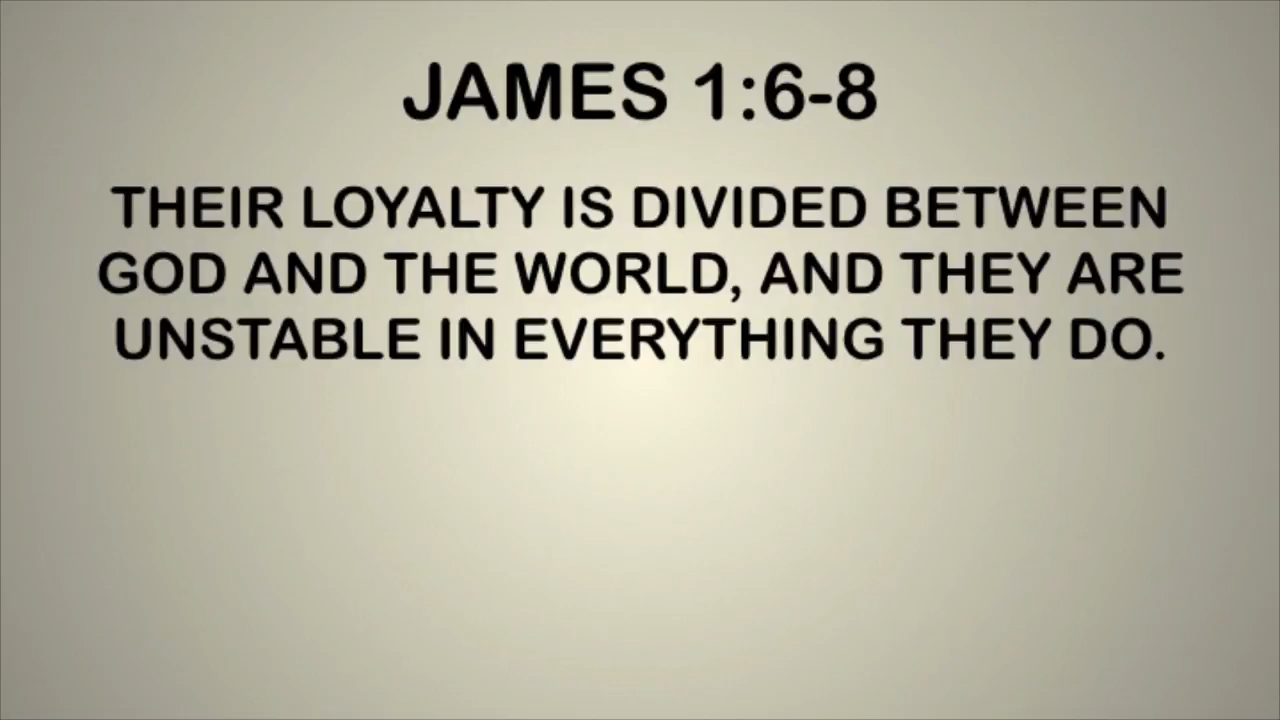 JAMES 1:6-8
THEIR LOYALTY IS DIVIDED BETWEEN
GOD AND THE WORLD, AND THEY ARE
UNSTABLE IN EVERYTHING THEY DO.